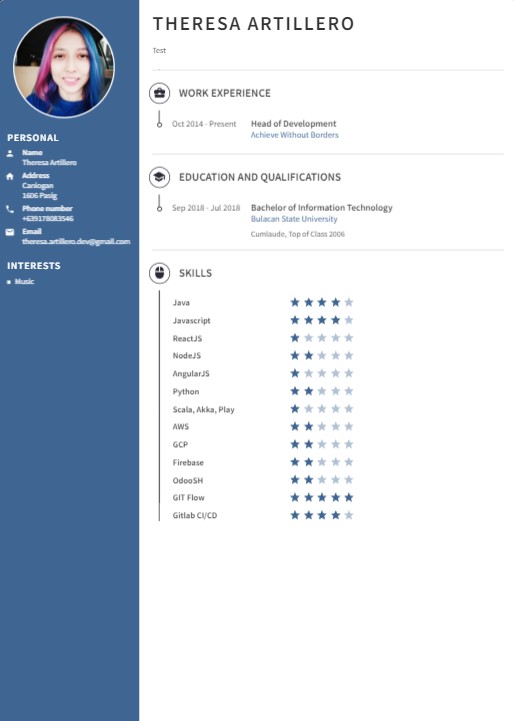 THERESA ARTILLERO
Test
PERSONAL
Name
Theresa Artillero
Address
Caniogan
1606 Pasig
Phone number
+639178083546
Email
theresa.artillero.dev@gmail.com
INTERESTS
Music
WORK EXPERIENCE
Oct 2014 - Present Head of Development
Achieve Without Borders
EDUCATION AND QUALIFICATIONS
Sep 2018 - Jul 2018 Bachelor of Information Technology
Bulacan State University
Cumlaude, Top of Class 2006
SKILLS
Java
Javascript
ReactJS
NodeJS
AngularJS
Python
Scala, Akka, Play
AWS
GCP
Firebase
OdooSH
GIT Flow
Gitlab CI/CD